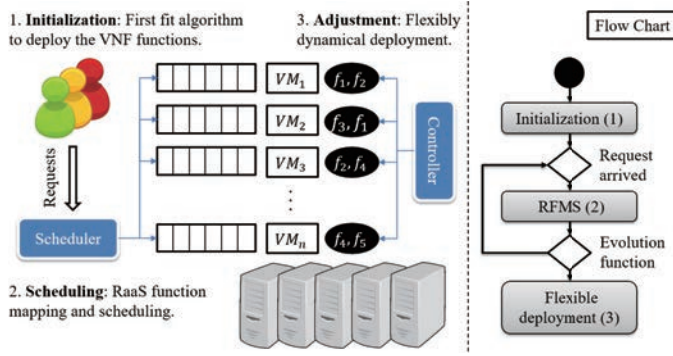 1. Initialization: First fit algorithm
to deploy the VNF functions.
3. Adjustment: Flexibly
dynamical deployment.
Requests
Scheduler
VM₁
f₁, f₂
VM₂
f₃, f₁
VM₃
f₂, f₄
⋮
VMₙ
f₄, f₅
Controller
2. Scheduling: RaaS function
mapping and scheduling.
Flow Chart
Initialization (1)
Request
arrived
RFMS (2)
Evolution
function
Flexible
deployment (3)